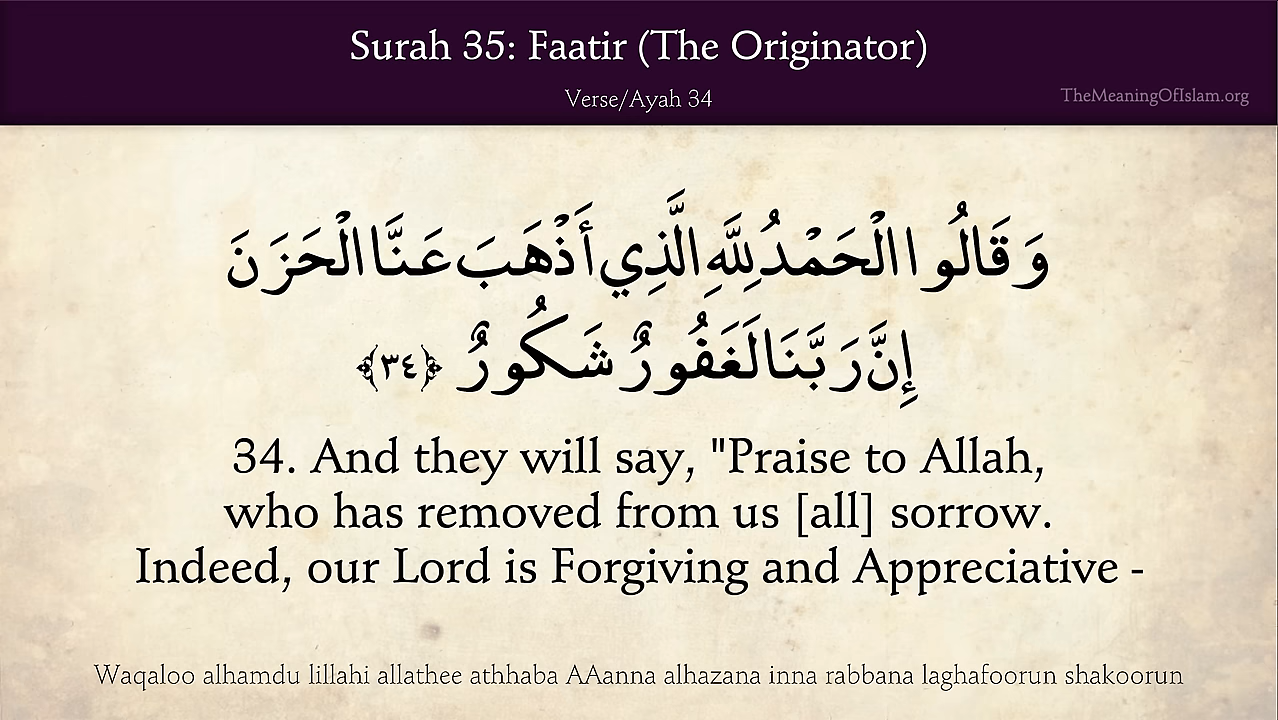 Surah 35: Faatir (The Originator)
Verse/Ayah 34
TheMeaningOfIslam.org
وَقَالُوا الْحَمْدُ لِلَّهِ الَّذِي أَذْهَبَ عَنَّا الْحَزَنَ
إِنَّ رَبَّنَا لَغَفُورٌ شَكُورٌ ﴿٣٤﴾
34. And they will say, "Praise to Allah,
who has removed from us [all] sorrow.
Indeed, our Lord is Forgiving and Appreciative -
Waqaloo alhamdu lillahi allathee athhaba AAanna alhazana inna rabbana laghafoorun shakoorun